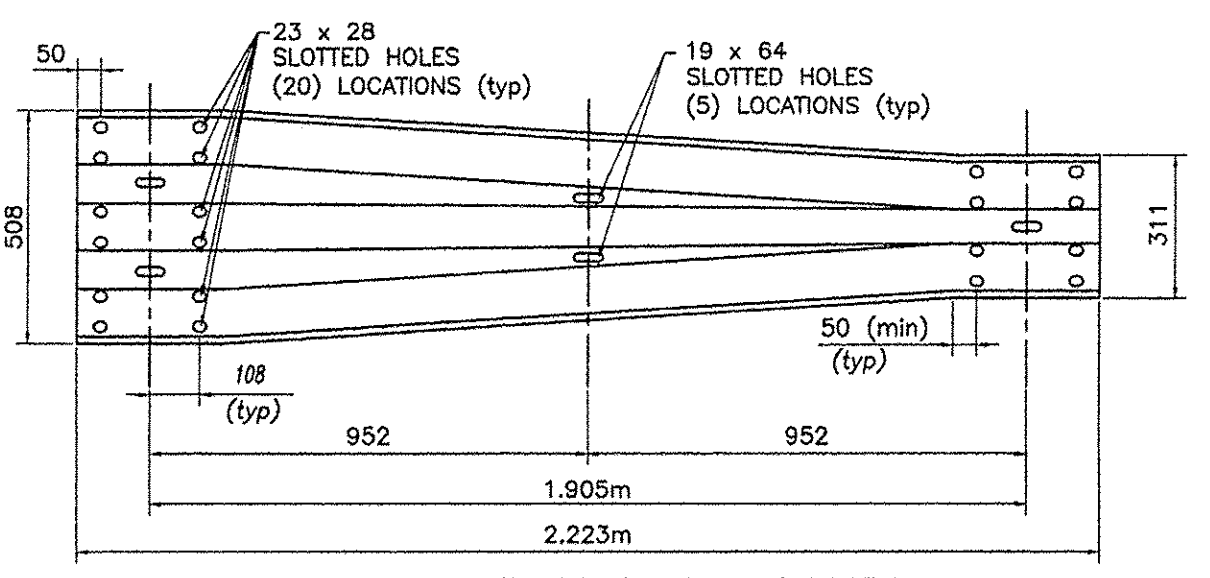 50
23 x 28
SLOTTED HOLES
(20) LOCATIONS (typ)
19 x 64
SLOTTED HOLES
(5) LOCATIONS (typ)
508
311
50 (min)
(typ)
108
(typ)
952
952
1.905m
2.223m